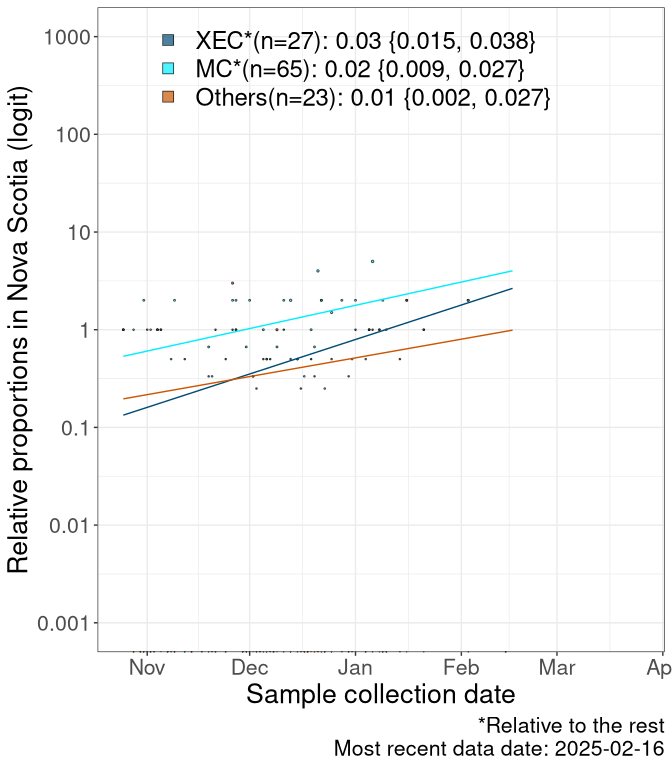 XEC*(n=27): 0.03 {0.015, 0.038}
MC*(n=65): 0.02 {0.009, 0.027}
Others(n=23): 0.01 {0.002, 0.027}
Relative proportions in Nova Scotia (logit)
1000
100
10
1
0.1
0.01
0.001
Nov Dec Jan Feb Mar Ap
Sample collection date
*Relative to the rest
Most recent data date: 2025-02-16